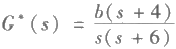 G*(s) = b(s + 4) / s(s + 6)